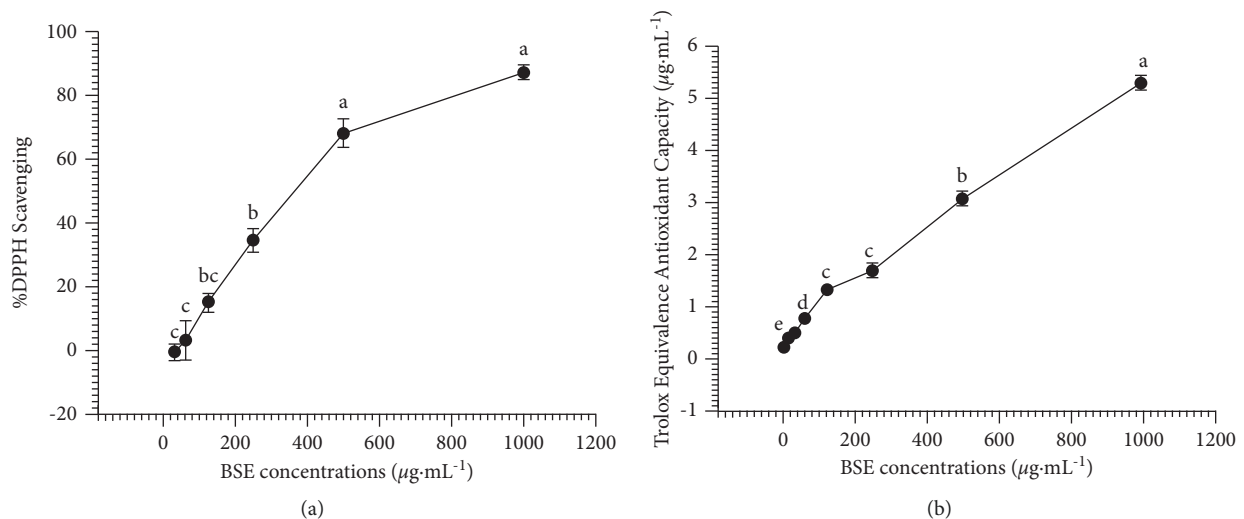 100
80
60
40
20
0
-20
%DPPH Scavenging
c
c
bc
b
a
a
0 200 400 600 800 1000 1200
BSE concentrations (μg·mL⁻¹)
(a)
6
5
4
3
2
1
0
-1
Trolox Equivalence Antioxidant Capacity (μg·mL⁻¹)
e
d
c
c
b
a
0 200 400 600 800 1000 1200
BSE concentrations (μg·mL⁻¹)
(b)